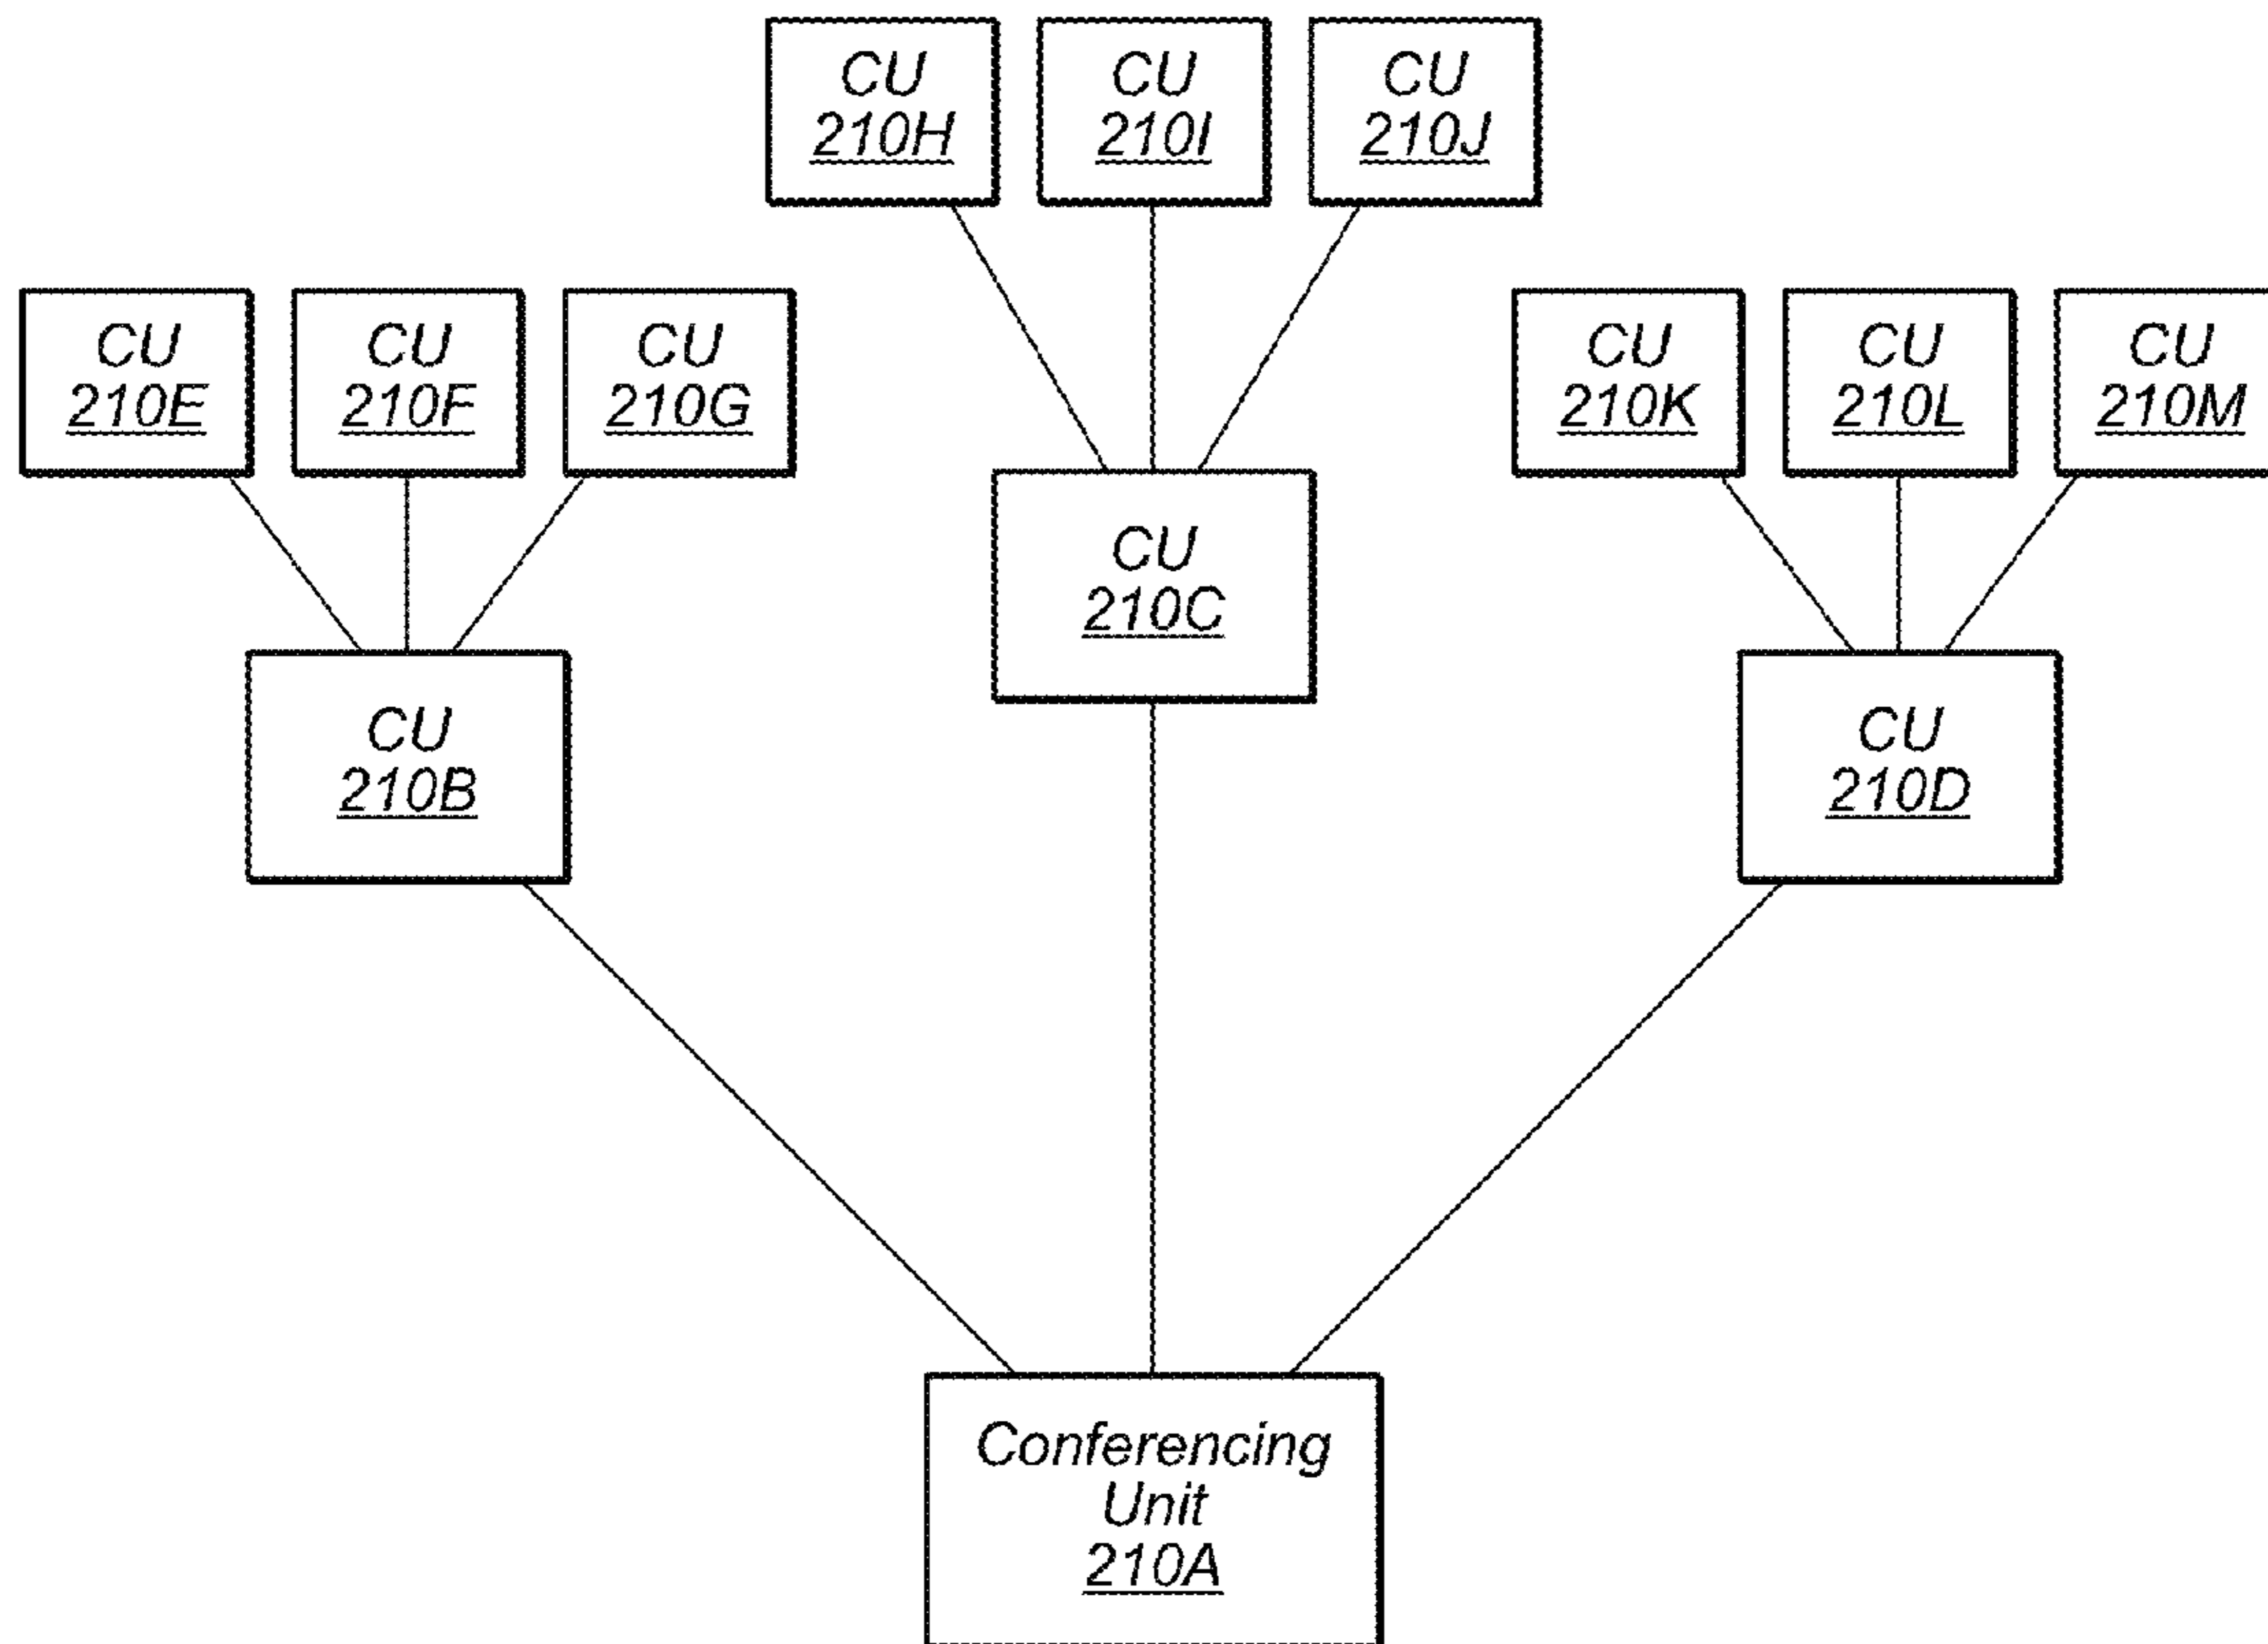 CU
210H
CU
210I
CU
210J
CU
210E
CU
210F
CU
210G
CU
210K
CU
210L
CU
210M
CU
210C
CU
210B
CU
210D
Conferencing
Unit
210A